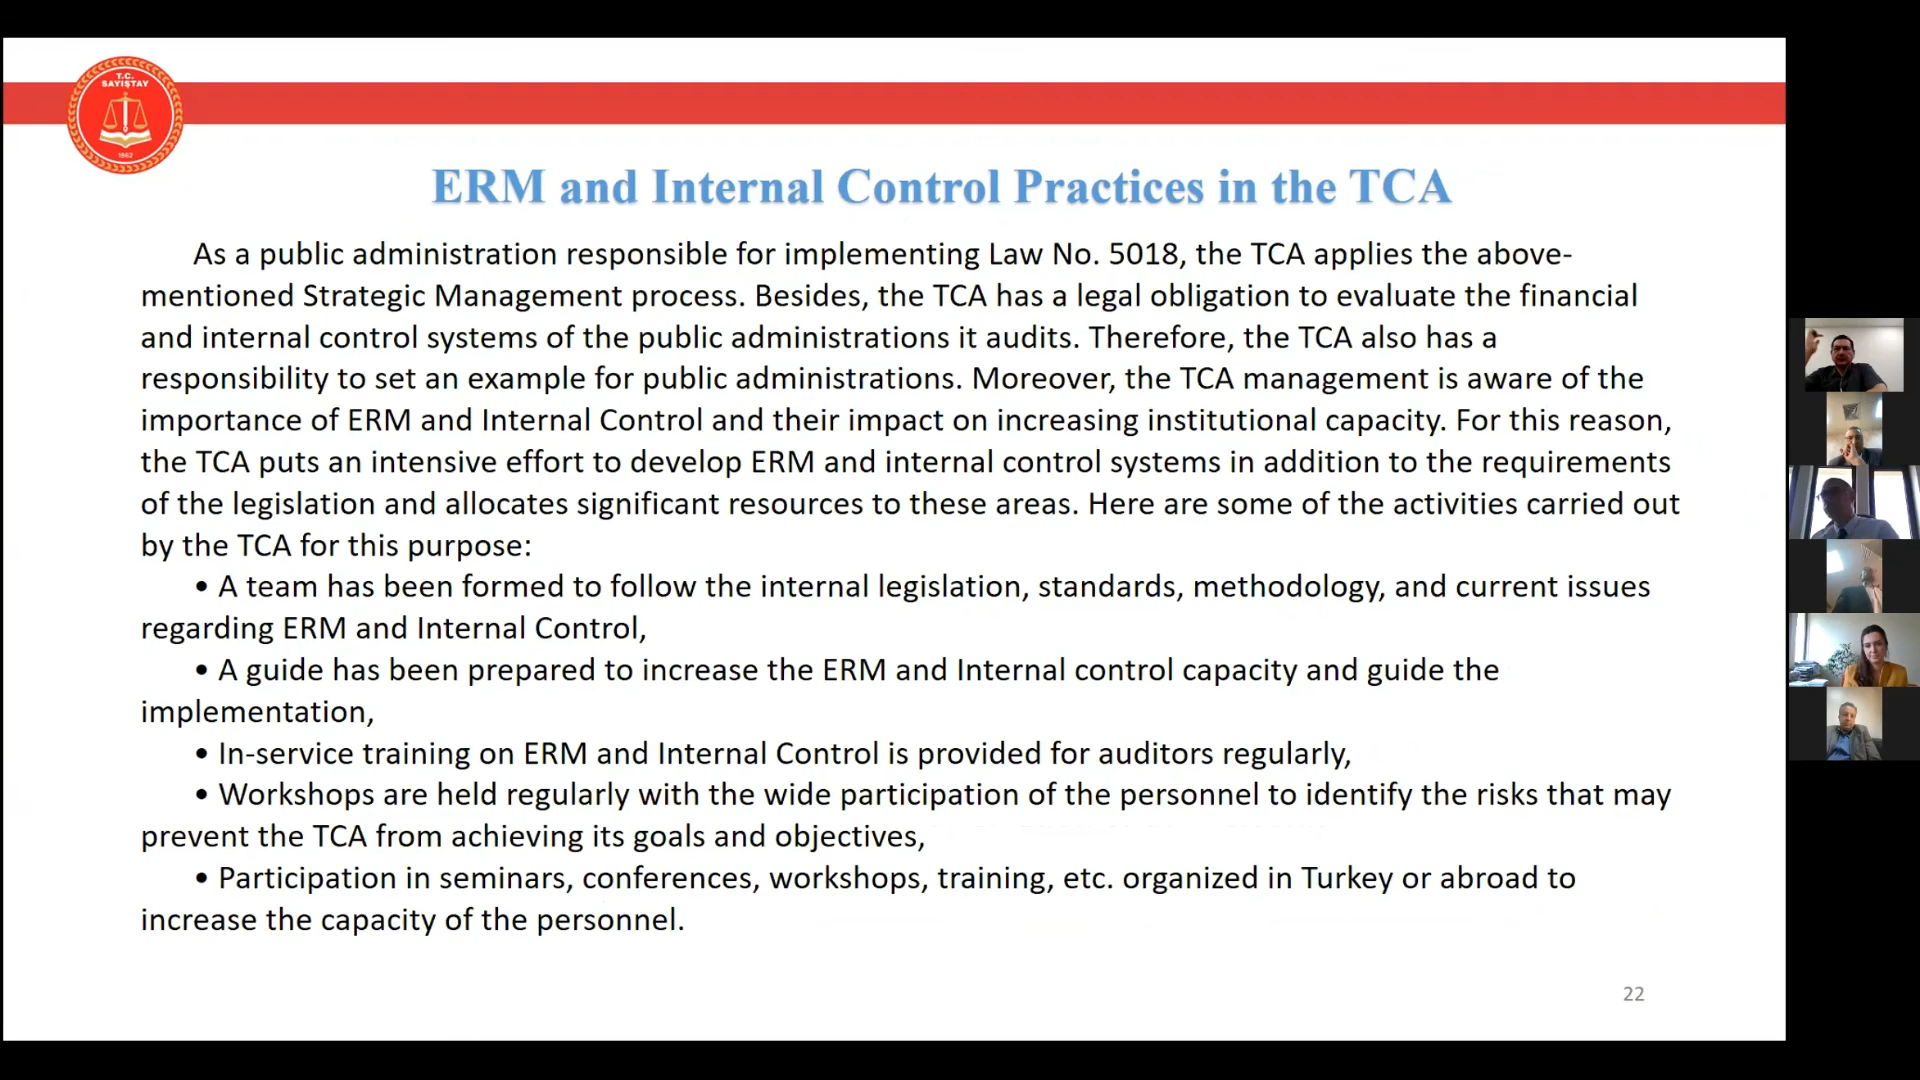 T.C.
SAYIŞTAY
1862
ERM and Internal Control Practices in the TCA
As a public administration responsible for implementing Law No. 5018, the TCA applies the above-
mentioned Strategic Management process. Besides, the TCA has a legal obligation to evaluate the financial
and internal control systems of the public administrations it audits. Therefore, the TCA also has a
responsibility to set an example for public administrations. Moreover, the TCA management is aware of the
importance of ERM and Internal Control and their impact on increasing institutional capacity. For this reason,
the TCA puts an intensive effort to develop ERM and internal control systems in addition to the requirements
of the legislation and allocates significant resources to these areas. Here are some of the activities carried out
by the TCA for this purpose:
• A team has been formed to follow the internal legislation, standards, methodology, and current issues
regarding ERM and Internal Control,
• A guide has been prepared to increase the ERM and Internal control capacity and guide the
implementation,
• In-service training on ERM and Internal Control is provided for auditors regularly,
• Workshops are held regularly with the wide participation of the personnel to identify the risks that may
prevent the TCA from achieving its goals and objectives,
• Participation in seminars, conferences, workshops, training, etc. organized in Turkey or abroad to
increase the capacity of the personnel.
22